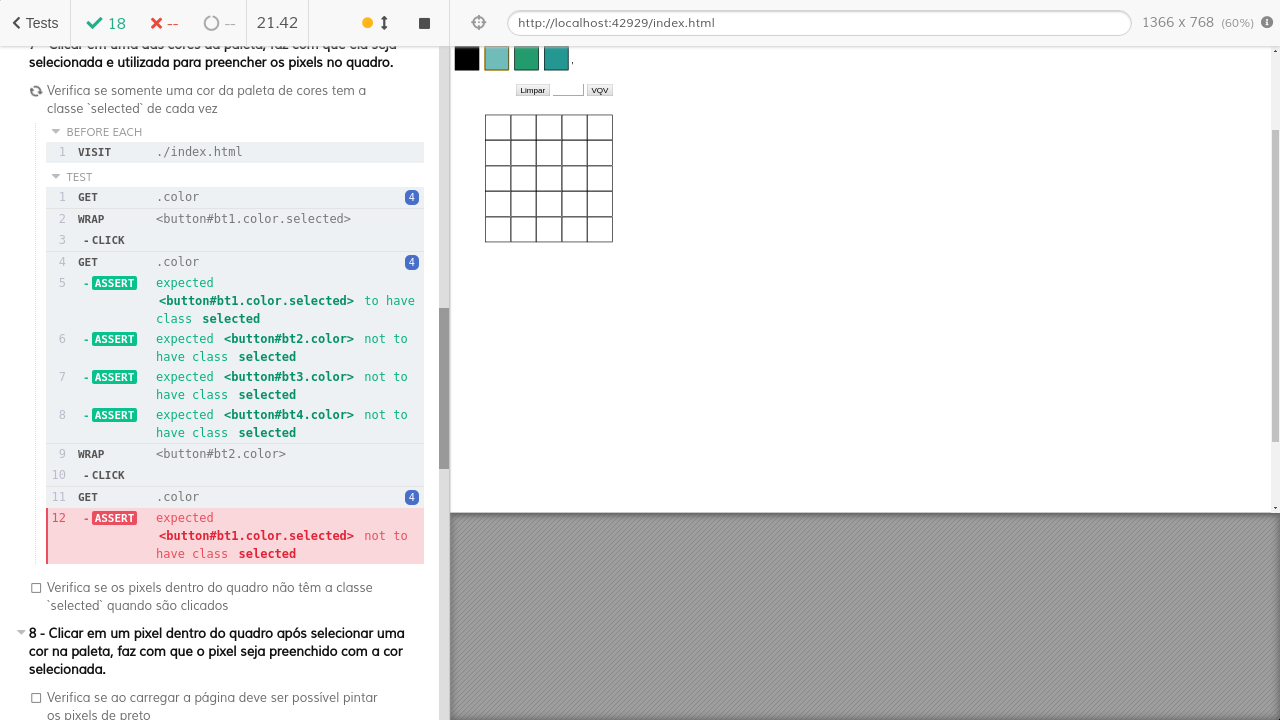 Tests
18
--
--
21.42
http://localhost:42929/index.html
1366 x 768 (60%)
7 - Clicar em uma das cores da paleta, faz com que ela seja
selecionada e utilizada para preencher os pixels no quadro.
Verifica se somente uma cor da paleta de cores tem a
classe `selected` de cada vez
BEFORE EACH
1 VISIT ./index.html
TEST
1 GET .color 4
2 WRAP <button#bt1.color.selected>
3 -CLICK
4 GET .color 4
5 -ASSERT expected
<button#bt1.color.selected> to have
class selected
6 -ASSERT expected <button#bt2.color> not to
have class selected
7 -ASSERT expected <button#bt3.color> not to
have class selected
8 -ASSERT expected <button#bt4.color> not to
have class selected
9 WRAP <button#bt2.color>
10 -CLICK
11 GET .color 4
12 -ASSERT expected
<button#bt1.color.selected> not to
have class selected
Verifica se os pixels dentro do quadro não têm a classe
`selected` quando são clicados
8 - Clicar em um pixel dentro do quadro após selecionar uma
cor na paleta, faz com que o pixel seja preenchido com a cor
selecionada.
Verifica se ao carregar a página deve ser possível pintar
os pixels de preto
,
Limpar
VQV